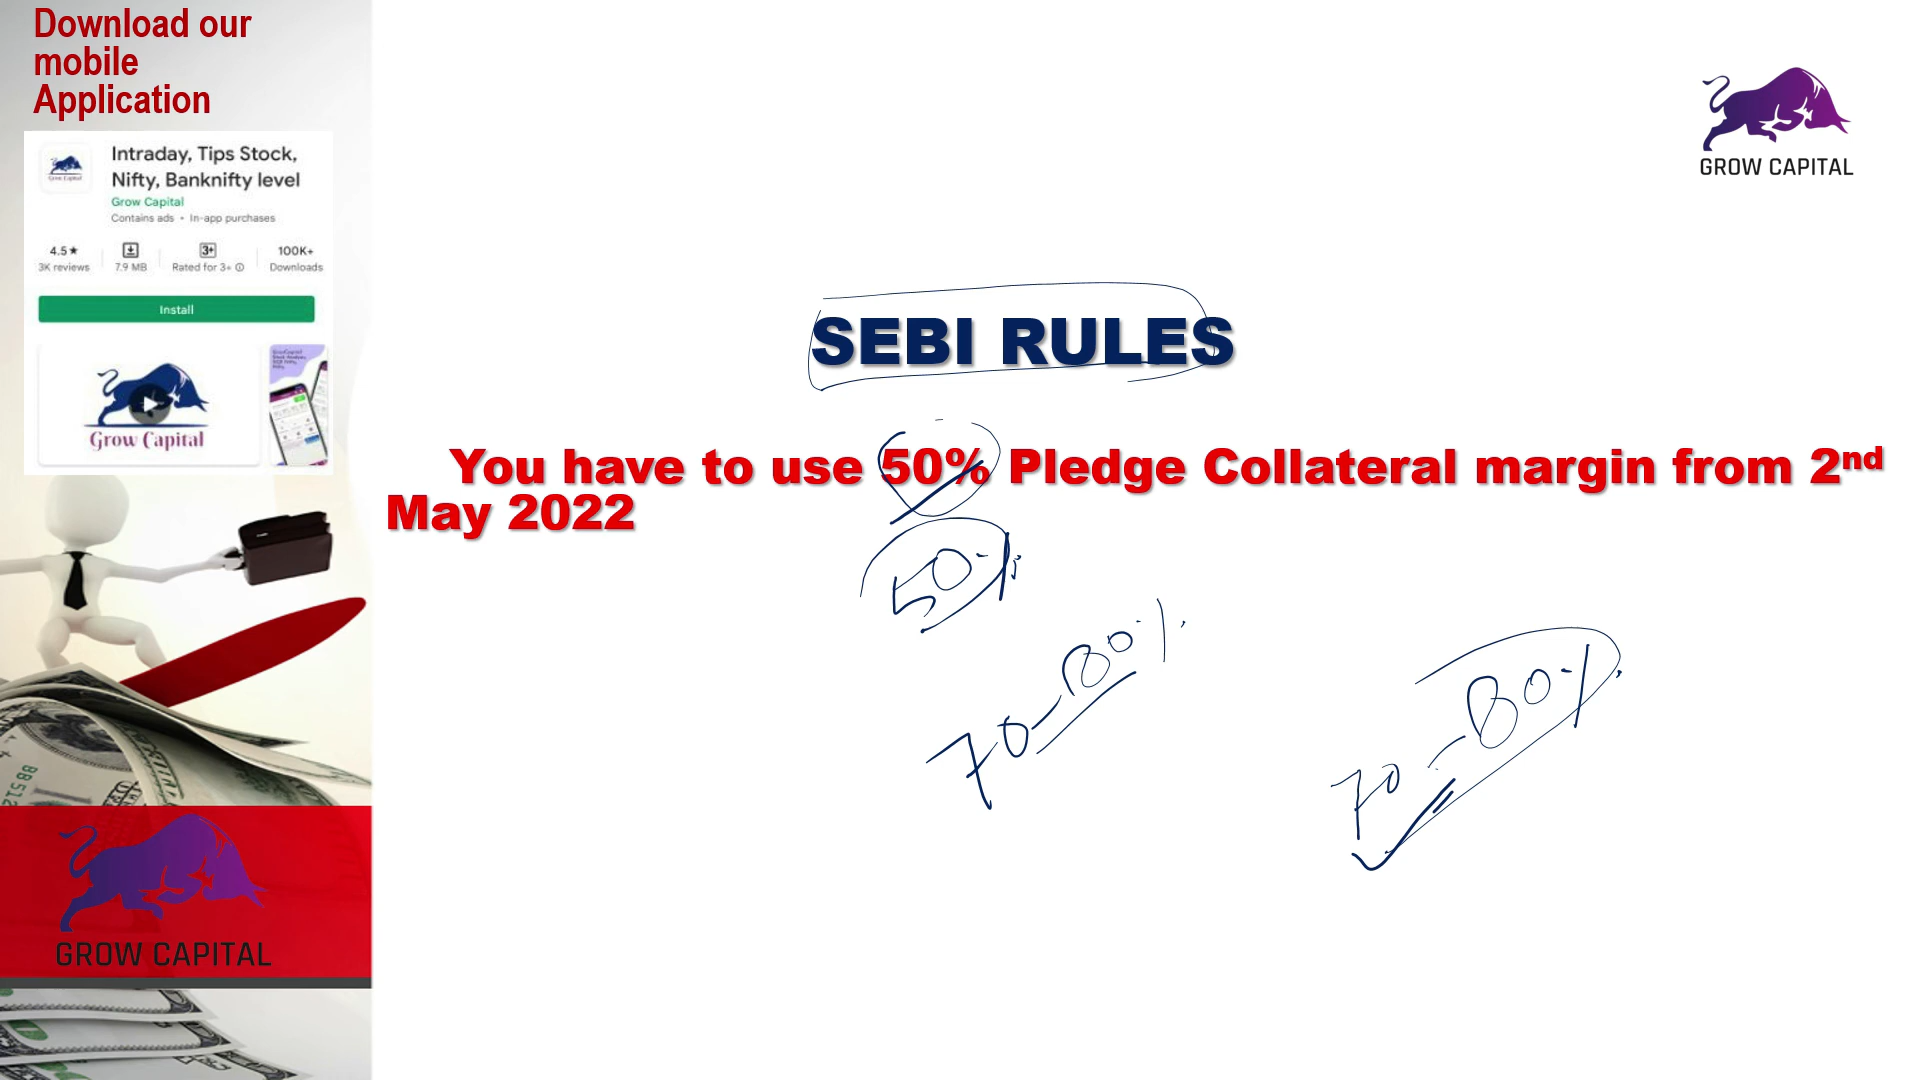 Download our
mobile
Application
Grow Capital
Intraday, Tips Stock,
Nifty, Banknifty level
Grow Capital
Contains ads • In-app purchases
4.5★
3K reviews
7.9 MB
3+
Rated for 3+
100K+
Downloads
Install
Grow Capital
GROW CAPITAL
SEBI RULES
You have to use 50% Pledge Collateral margin from 2nd
May 2022
50%
70-80%
70-80%
GROW CAPITAL